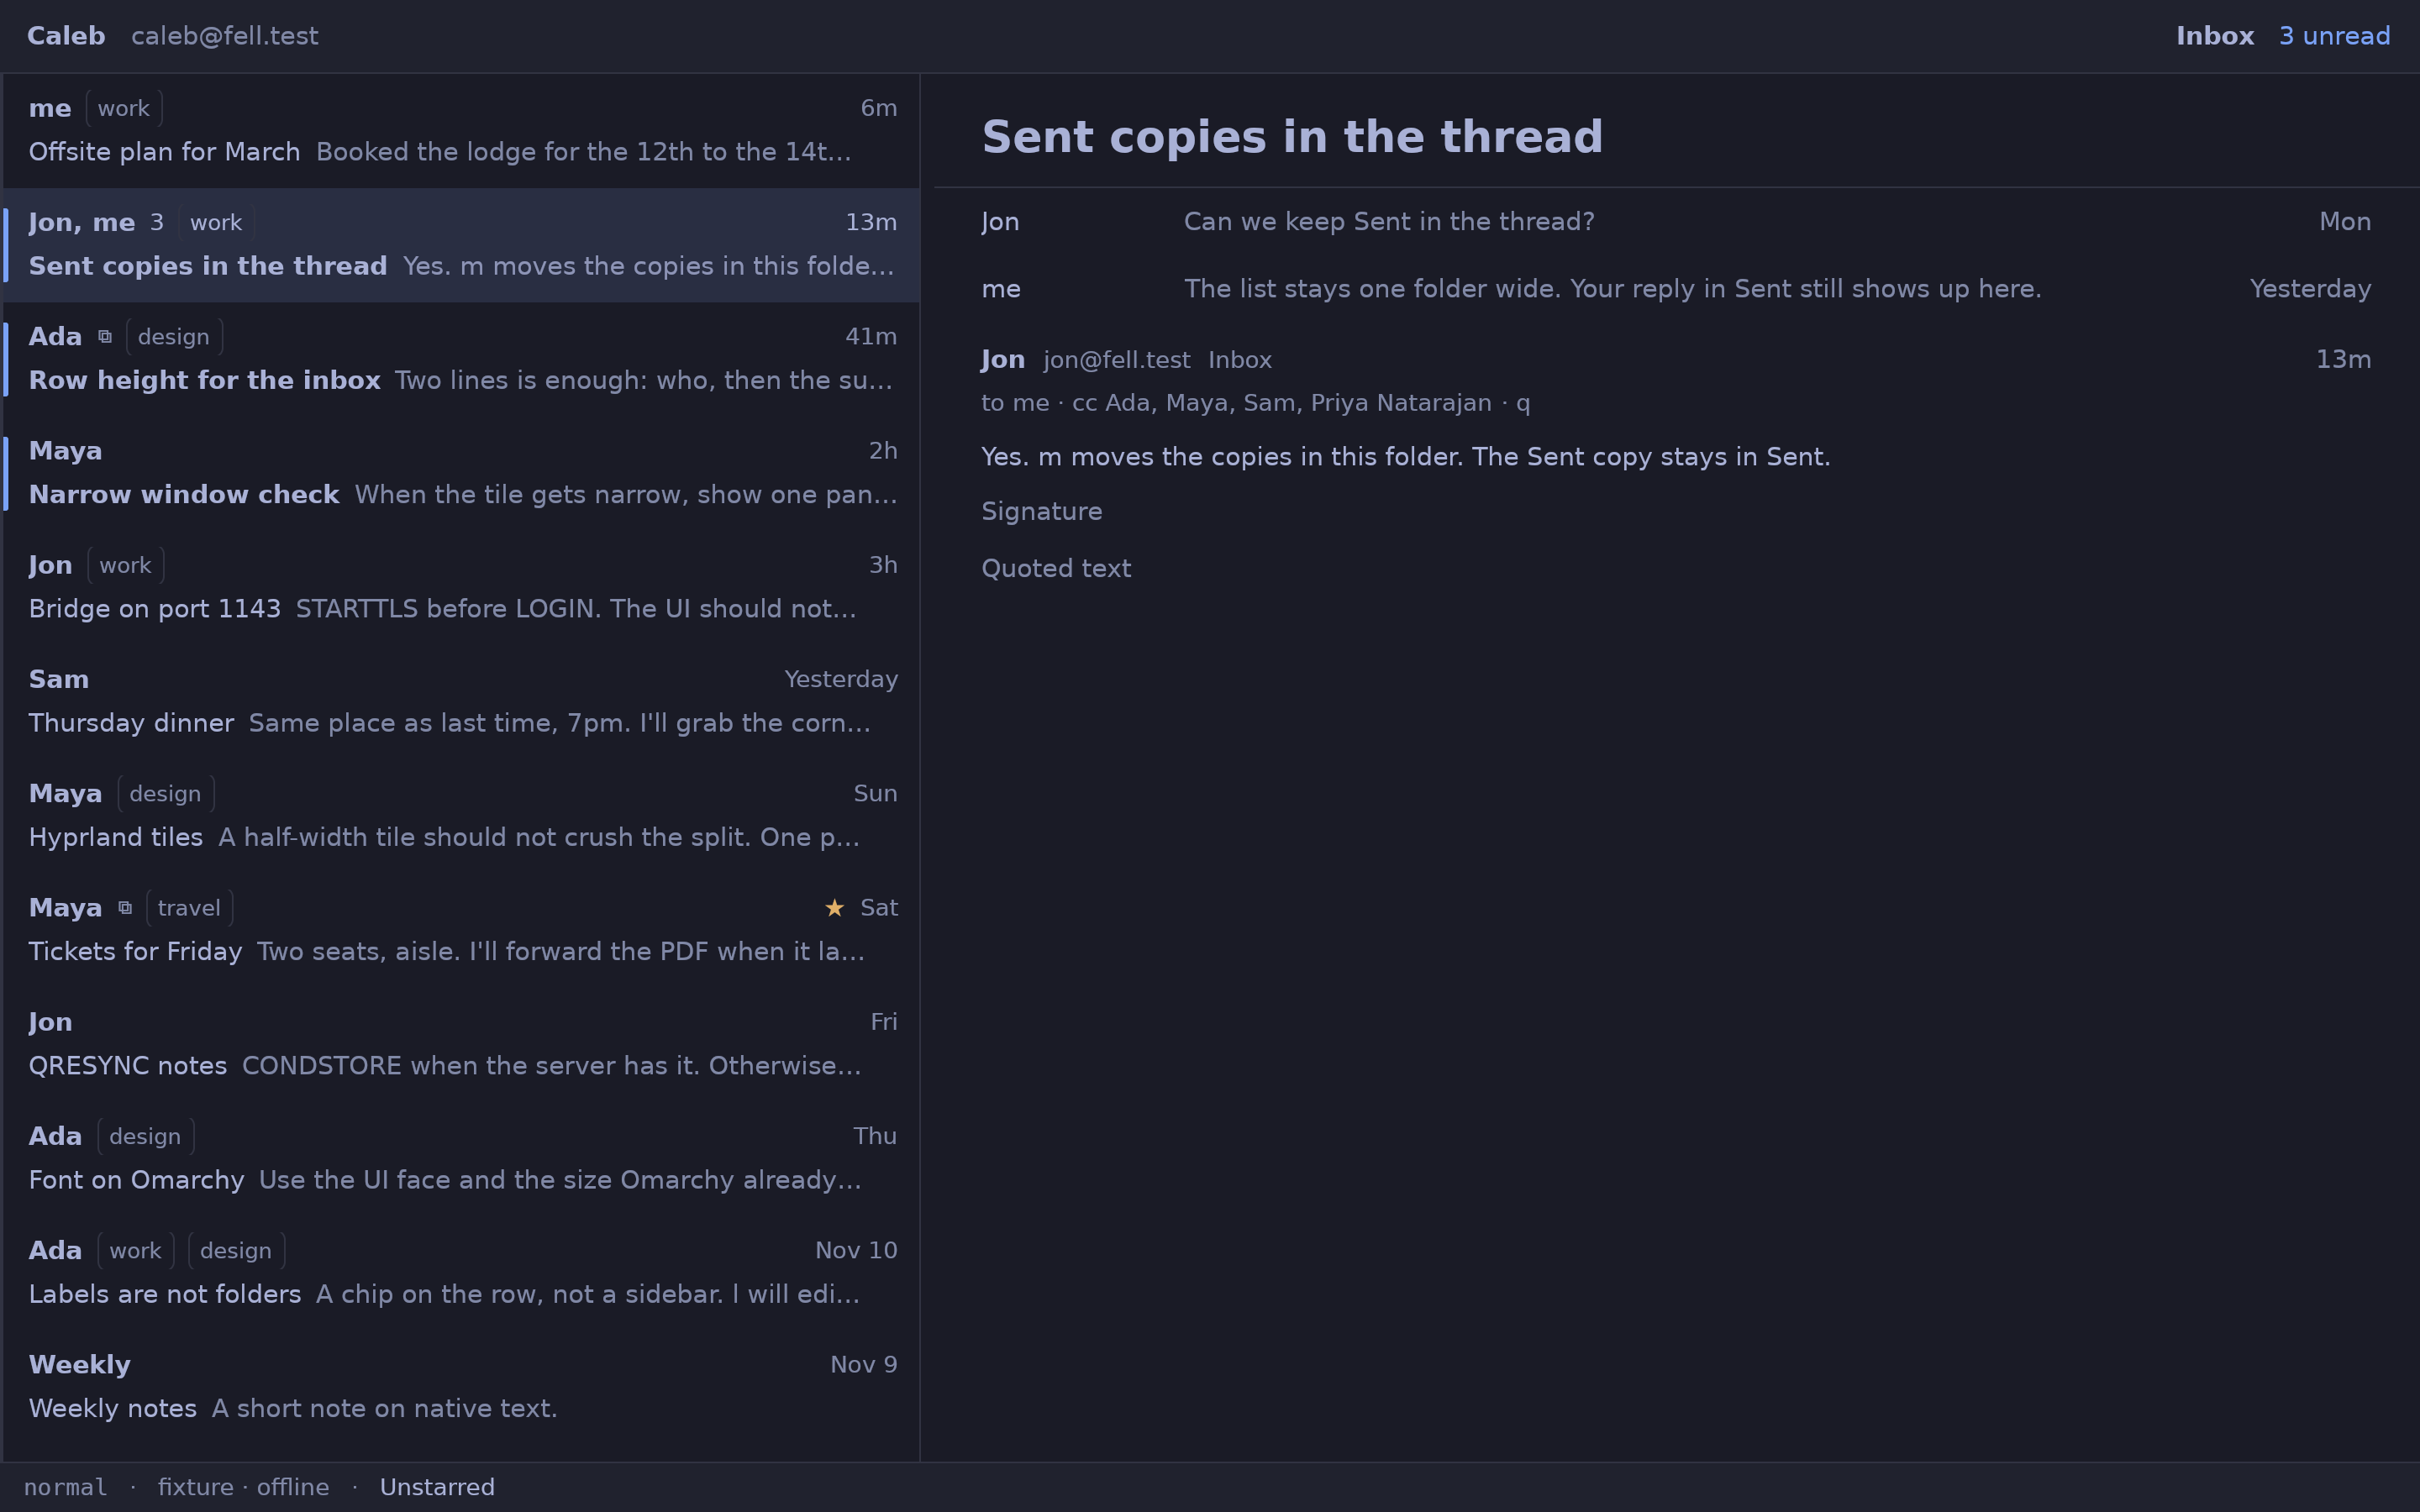 Caleb caleb@fell.test
Inbox 3 unread
me work 6m
Offsite plan for March Booked the lodge for the 12th to the 14t…
Jon, me 3 work 13m
Sent copies in the thread Yes. m moves the copies in this folde…
Ada design 41m
Row height for the inbox Two lines is enough: who, then the su…
Maya 2h
Narrow window check When the tile gets narrow, show one pan…
Jon work 3h
Bridge on port 1143 STARTTLS before LOGIN. The UI should not…
Sam Yesterday
Thursday dinner Same place as last time, 7pm. I'll grab the corn…
Maya design Sun
Hyprland tiles A half-width tile should not crush the split. One p…
Maya travel ★ Sat
Tickets for Friday Two seats, aisle. I'll forward the PDF when it la…
Jon Fri
QRESYNC notes CONDSTORE when the server has it. Otherwise…
Ada design Thu
Font on Omarchy Use the UI face and the size Omarchy already…
Ada work design Nov 10
Labels are not folders A chip on the row, not a sidebar. l will edi…
Weekly Nov 9
Weekly notes A short note on native text.
Sent copies in the thread
Jon Can we keep Sent in the thread? Mon
me The list stays one folder wide. Your reply in Sent still shows up here. Yesterday
Jon jon@fell.test Inbox 13m
to me · cc Ada, Maya, Sam, Priya Natarajan · q
Yes. m moves the copies in this folder. The Sent copy stays in Sent.
Signature
Quoted text
normal · fixture · offline · Unstarred